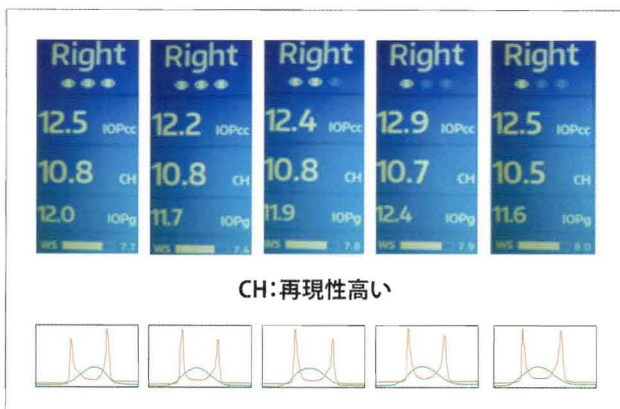 Right
12.5 IOPcc
10.8 CH
12.0 IOPg
WS 7.7
Right
12.2 IOPcc
10.8 CH
11.7 IOPg
WS 7.4
Right
12.4 IOPcc
10.8 CH
11.9 IOPg
WS 7.8
Right
12.9 IOPcc
10.7 CH
12.4 IOPg
WS 7.9
Right
12.5 IOPcc
10.5 CH
11.6 IOPg
WS 8.0
CH:再現性高い